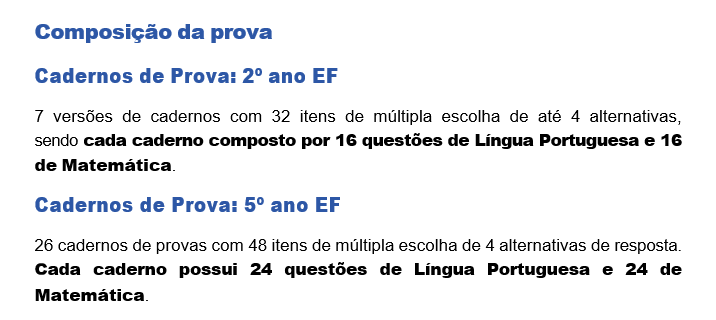 Composição da prova
Cadernos de Prova: 2º ano EF
7 versões de cadernos com 32 itens de múltipla escolha de até 4 alternativas,
sendo cada caderno composto por 16 questões de Língua Portuguesa e 16
de Matemática.
Cadernos de Prova: 5º ano EF
26 cadernos de provas com 48 itens de múltipla escolha de 4 alternativas de resposta.
Cada caderno possui 24 questões de Língua Portuguesa e 24 de
Matemática.